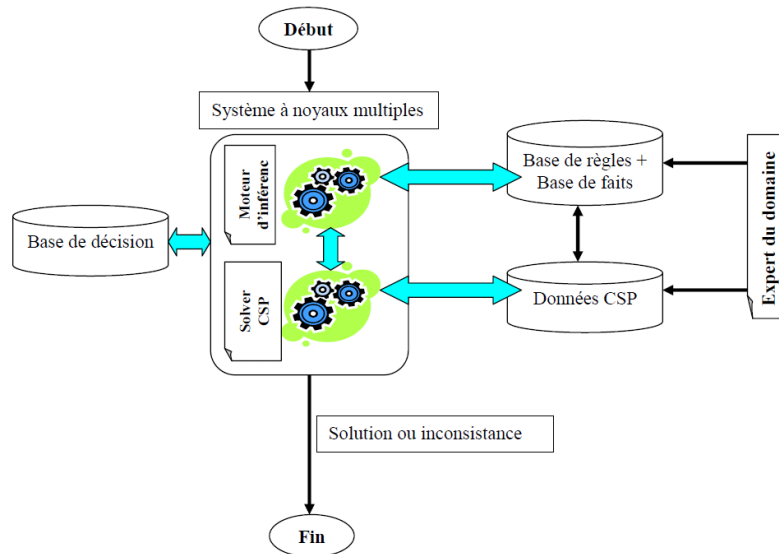 Début
Système à noyaux multiples
Moteur
d'inférenc
Base de règles +
Base de faits
Expert du domaine
Base de décision
Solver
CSP
Données CSP
Solution ou inconsistance
Fin